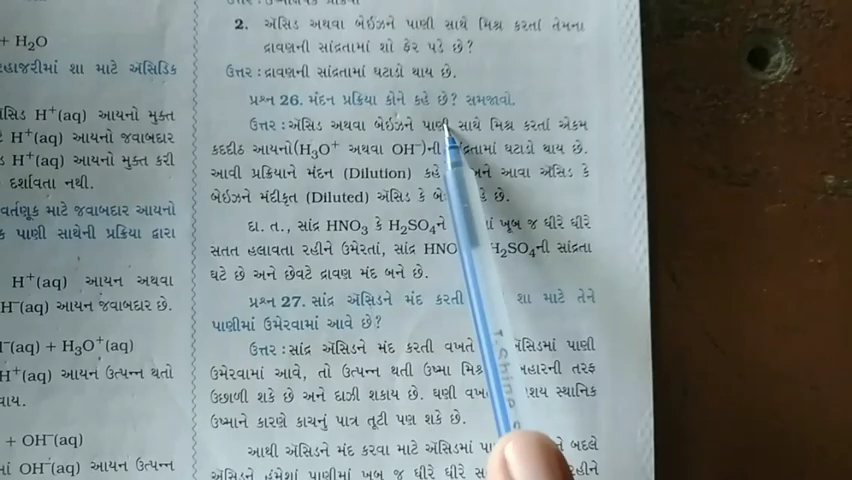 + H₂O
રહાજરીમાં શા માટે ઍસિડિક
ઍસિડ H⁺(aq) આયનો મુક્ત
H⁺(aq) આયનો જવાબદાર
H⁺(aq) આયનો મુક્ત કરી
દર્શાવતા નથી.
વર્તણૂક માટે જવાબદાર આયનો
પાણી સાથેની પ્રક્રિયા દ્વારા
H⁺(aq) આયન અથવા
H⁻(aq) આયન જવાબદાર છે.
⁻(aq) + H₃O⁺(aq)
H⁺(aq) આયન ઉત્પન્ન થતો
+ OH⁻(aq)
OH⁻(aq) આયન ઉત્પન્ન
2. ઍસિડ અથવા બેઇઝને પાણી સાથે મિશ્ર કરતાં તેમના
દ્રાવણની સાંદ્રતામાં શો ફેર પડે છે?
ઉત્તર : દ્રાવણની સાંદ્રતામાં ઘટાડો થાય છે.
પ્રશ્ન 26. મંદન પ્રક્રિયા કોને કહે છે? સમજાવો.
ઉત્તર : ઍસિડ અથવા બેઇઝને પાણી સાથે મિશ્ર કરતાં એકમ
કદદીઠ આયનો(H₃O⁺ અથવા OH⁻)ની સાંદ્રતામાં ઘટાડો થાય છે.
આવી પ્રક્રિયાને મંદન (Dilution) કહે અને આવા ઍસિડ કે
બેઇઝને મંદીકૃત (Diluted) ઍસિડ કે છે.
દા. ત., સાંદ્ર HNO₃ કે H₂SO₄ને ખૂબ જ ધીરે ધીરે
સતત હલાવતા રહીને ઉમેરતાં, સાંદ્ર HNO H₂SO₄ની સાંદ્રતા
ઘટે છે અને છેવટે દ્રાવણ મંદ બને છે.
પ્રશ્ન 27. સાંદ્ર ઍસિડને મંદ કરતી શા માટે તેને
પાણીમાં ઉમેરવામાં આવે છે?
ઉત્તર : સાંદ્ર ઍસિડને મંદ કરતી વખતે ઍસિડમાં પાણી
ઉમેરવામાં આવે, તો ઉત્પન્ન થતી ઉષ્મા મિશ્ર બહારની તરફ
ઉછાળી શકે છે અને દાઝી શકાય છે. ઘણી સ્થાનિક
ઉષ્માને કારણે કાચનું પાત્ર તૂટી પણ શકે છે.
આથી ઍસિડને મંદ કરવા માટે ઍસિડમાં બદલે
ઍસિડને હંમેશાં પાણીમાં ખૂબ જ ધીરે ધીરે રહીને